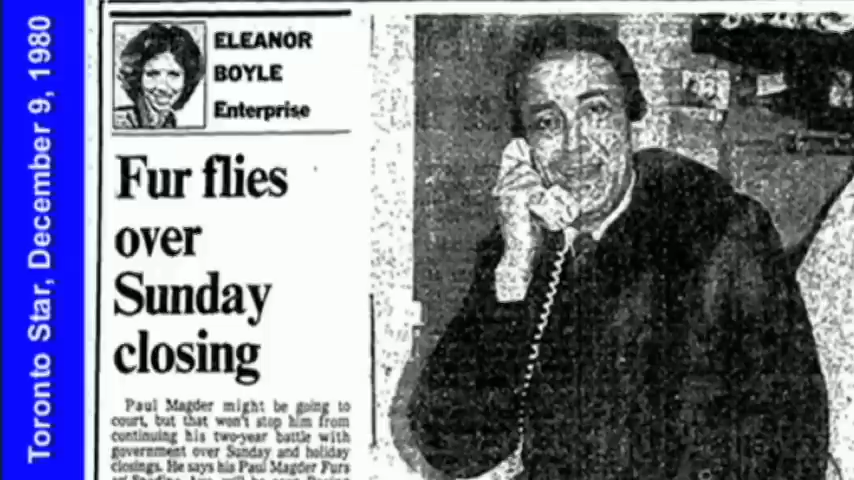 Toronto Star, December 9, 1980
ELEANOR
BOYLE
Enterprise
Fur flies
over
Sunday
closing
Paul Magder might be going to
court, but that won't stop him from
continuing his two-year battle with
government over Sunday and holiday
closings. He says his Paul Magder Furs